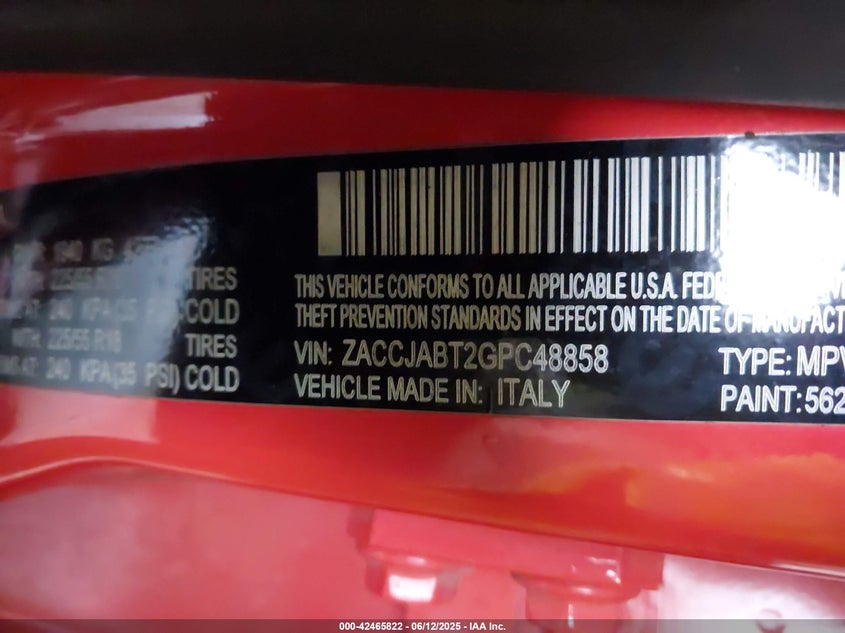 TIRES
COLD
225/55 R18 TIRES
240 KPA(35 PSI) COLD
THIS VEHICLE CONFORMS TO ALL APPLICABLE U.S.A.
THEFT PREVENTION STANDARDS IN EFFECT ON THE DATE OF
VIN: ZACCJABT2GPC48858 TYPE: MPV
VEHICLE MADE IN: ITALY PAINT: 562
000-42465822 - 06/12/2025 - IAA Inc.